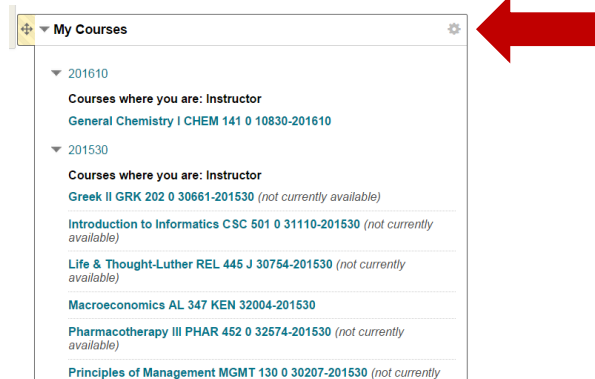 My Courses
201610
Courses where you are: Instructor
General Chemistry I CHEM 141 0 10830-201610
201530
Courses where you are: Instructor
Greek II GRK 202 0 30661-201530 (not currently available)
Introduction to Informatics CSC 501 0 31110-201530 (not currently
available)
Life & Thought-Luther REL 445 J 30754-201530 (not currently
available)
Macroeconomics AL 347 KEN 32004-201530
Pharmacotherapy III PHAR 452 0 32574-201530 (not currently
available)
Principles of Management MGMT 130 0 30207-201530 (not currently